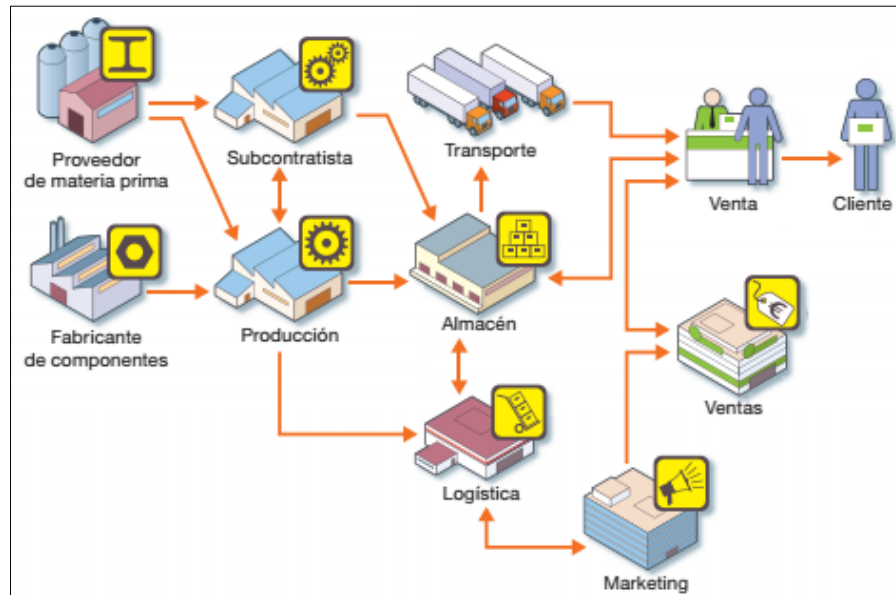 Proveedor
de materia prima
Subcontratista
Transporte
Venta
Cliente
Fabricante
de componentes
Producción
Almacén
€
Ventas
Logística
Marketing